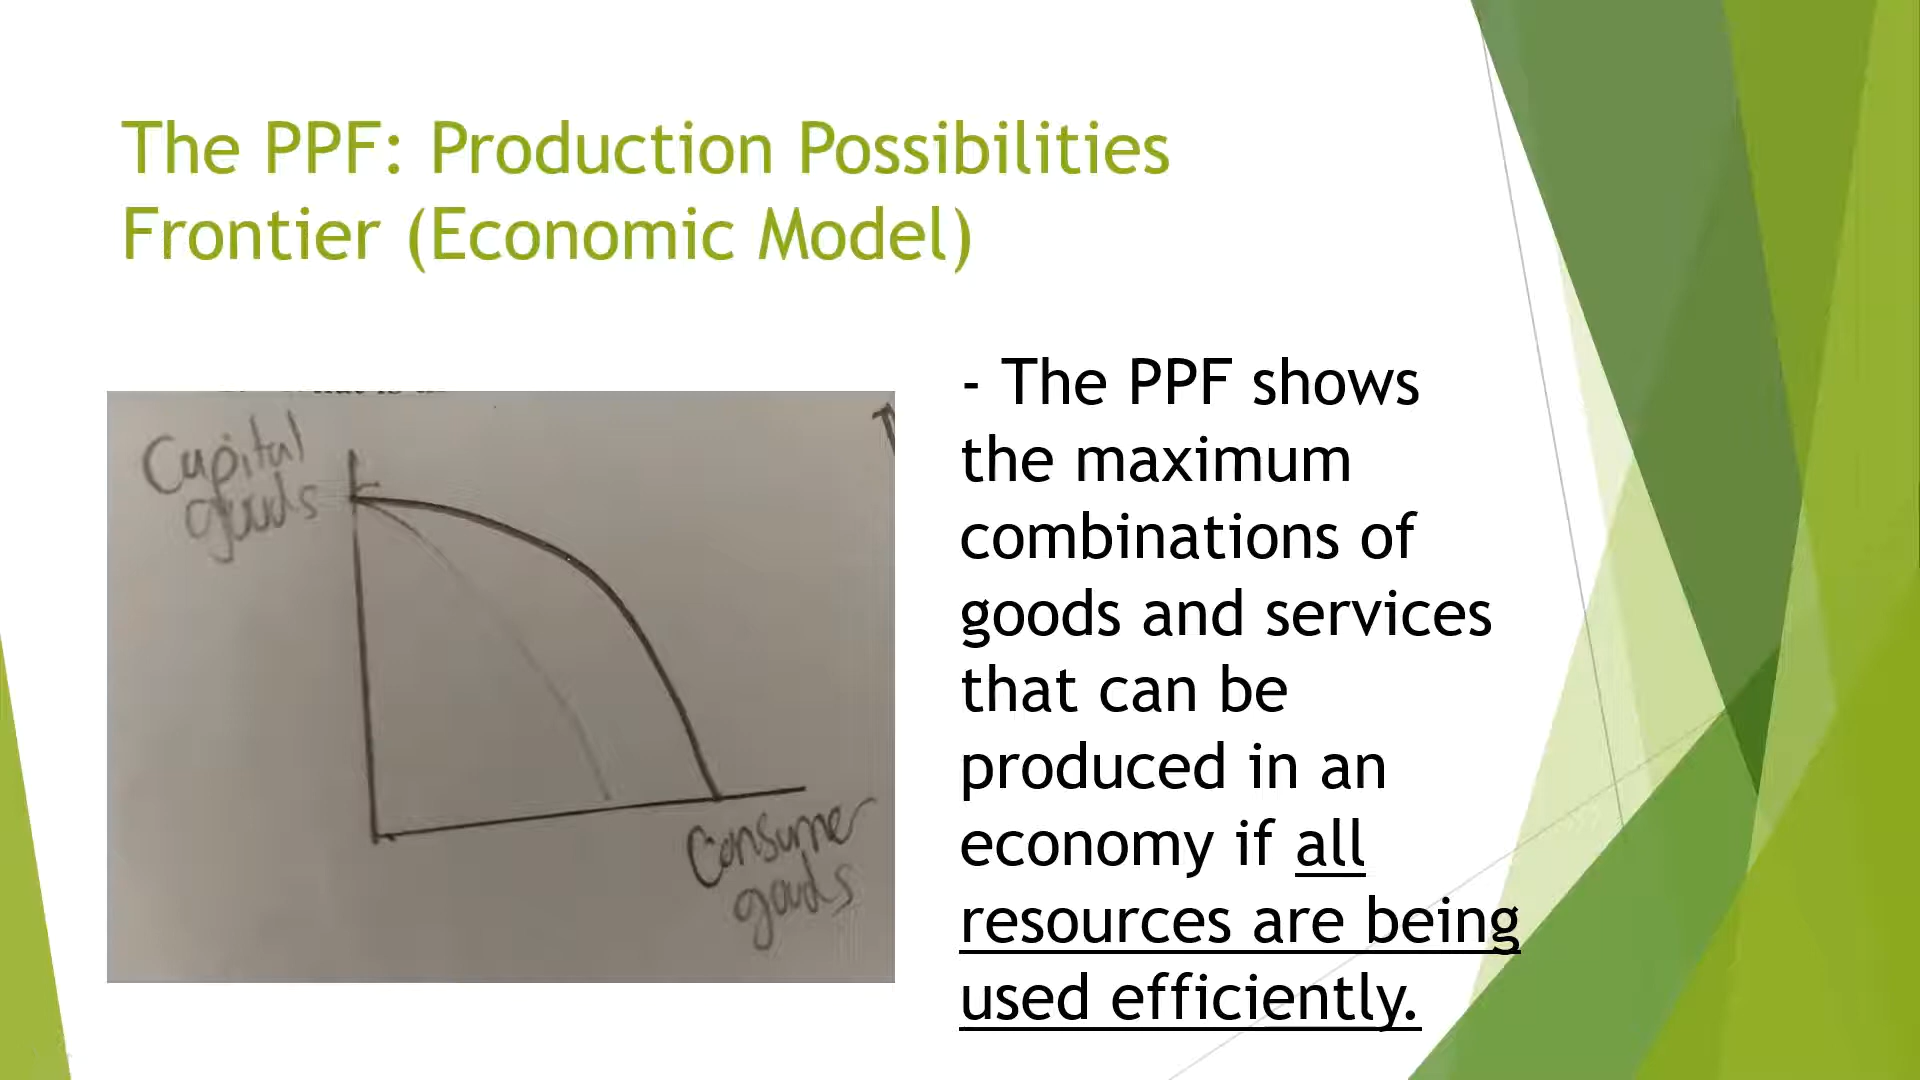 The PPF: Production Possibilities
Frontier (Economic Model)
- The PPF shows
the maximum
combinations of
goods and services
that can be
produced in an
economy if all
resources are being
used efficiently.
Capital
goods
Consumer
goods